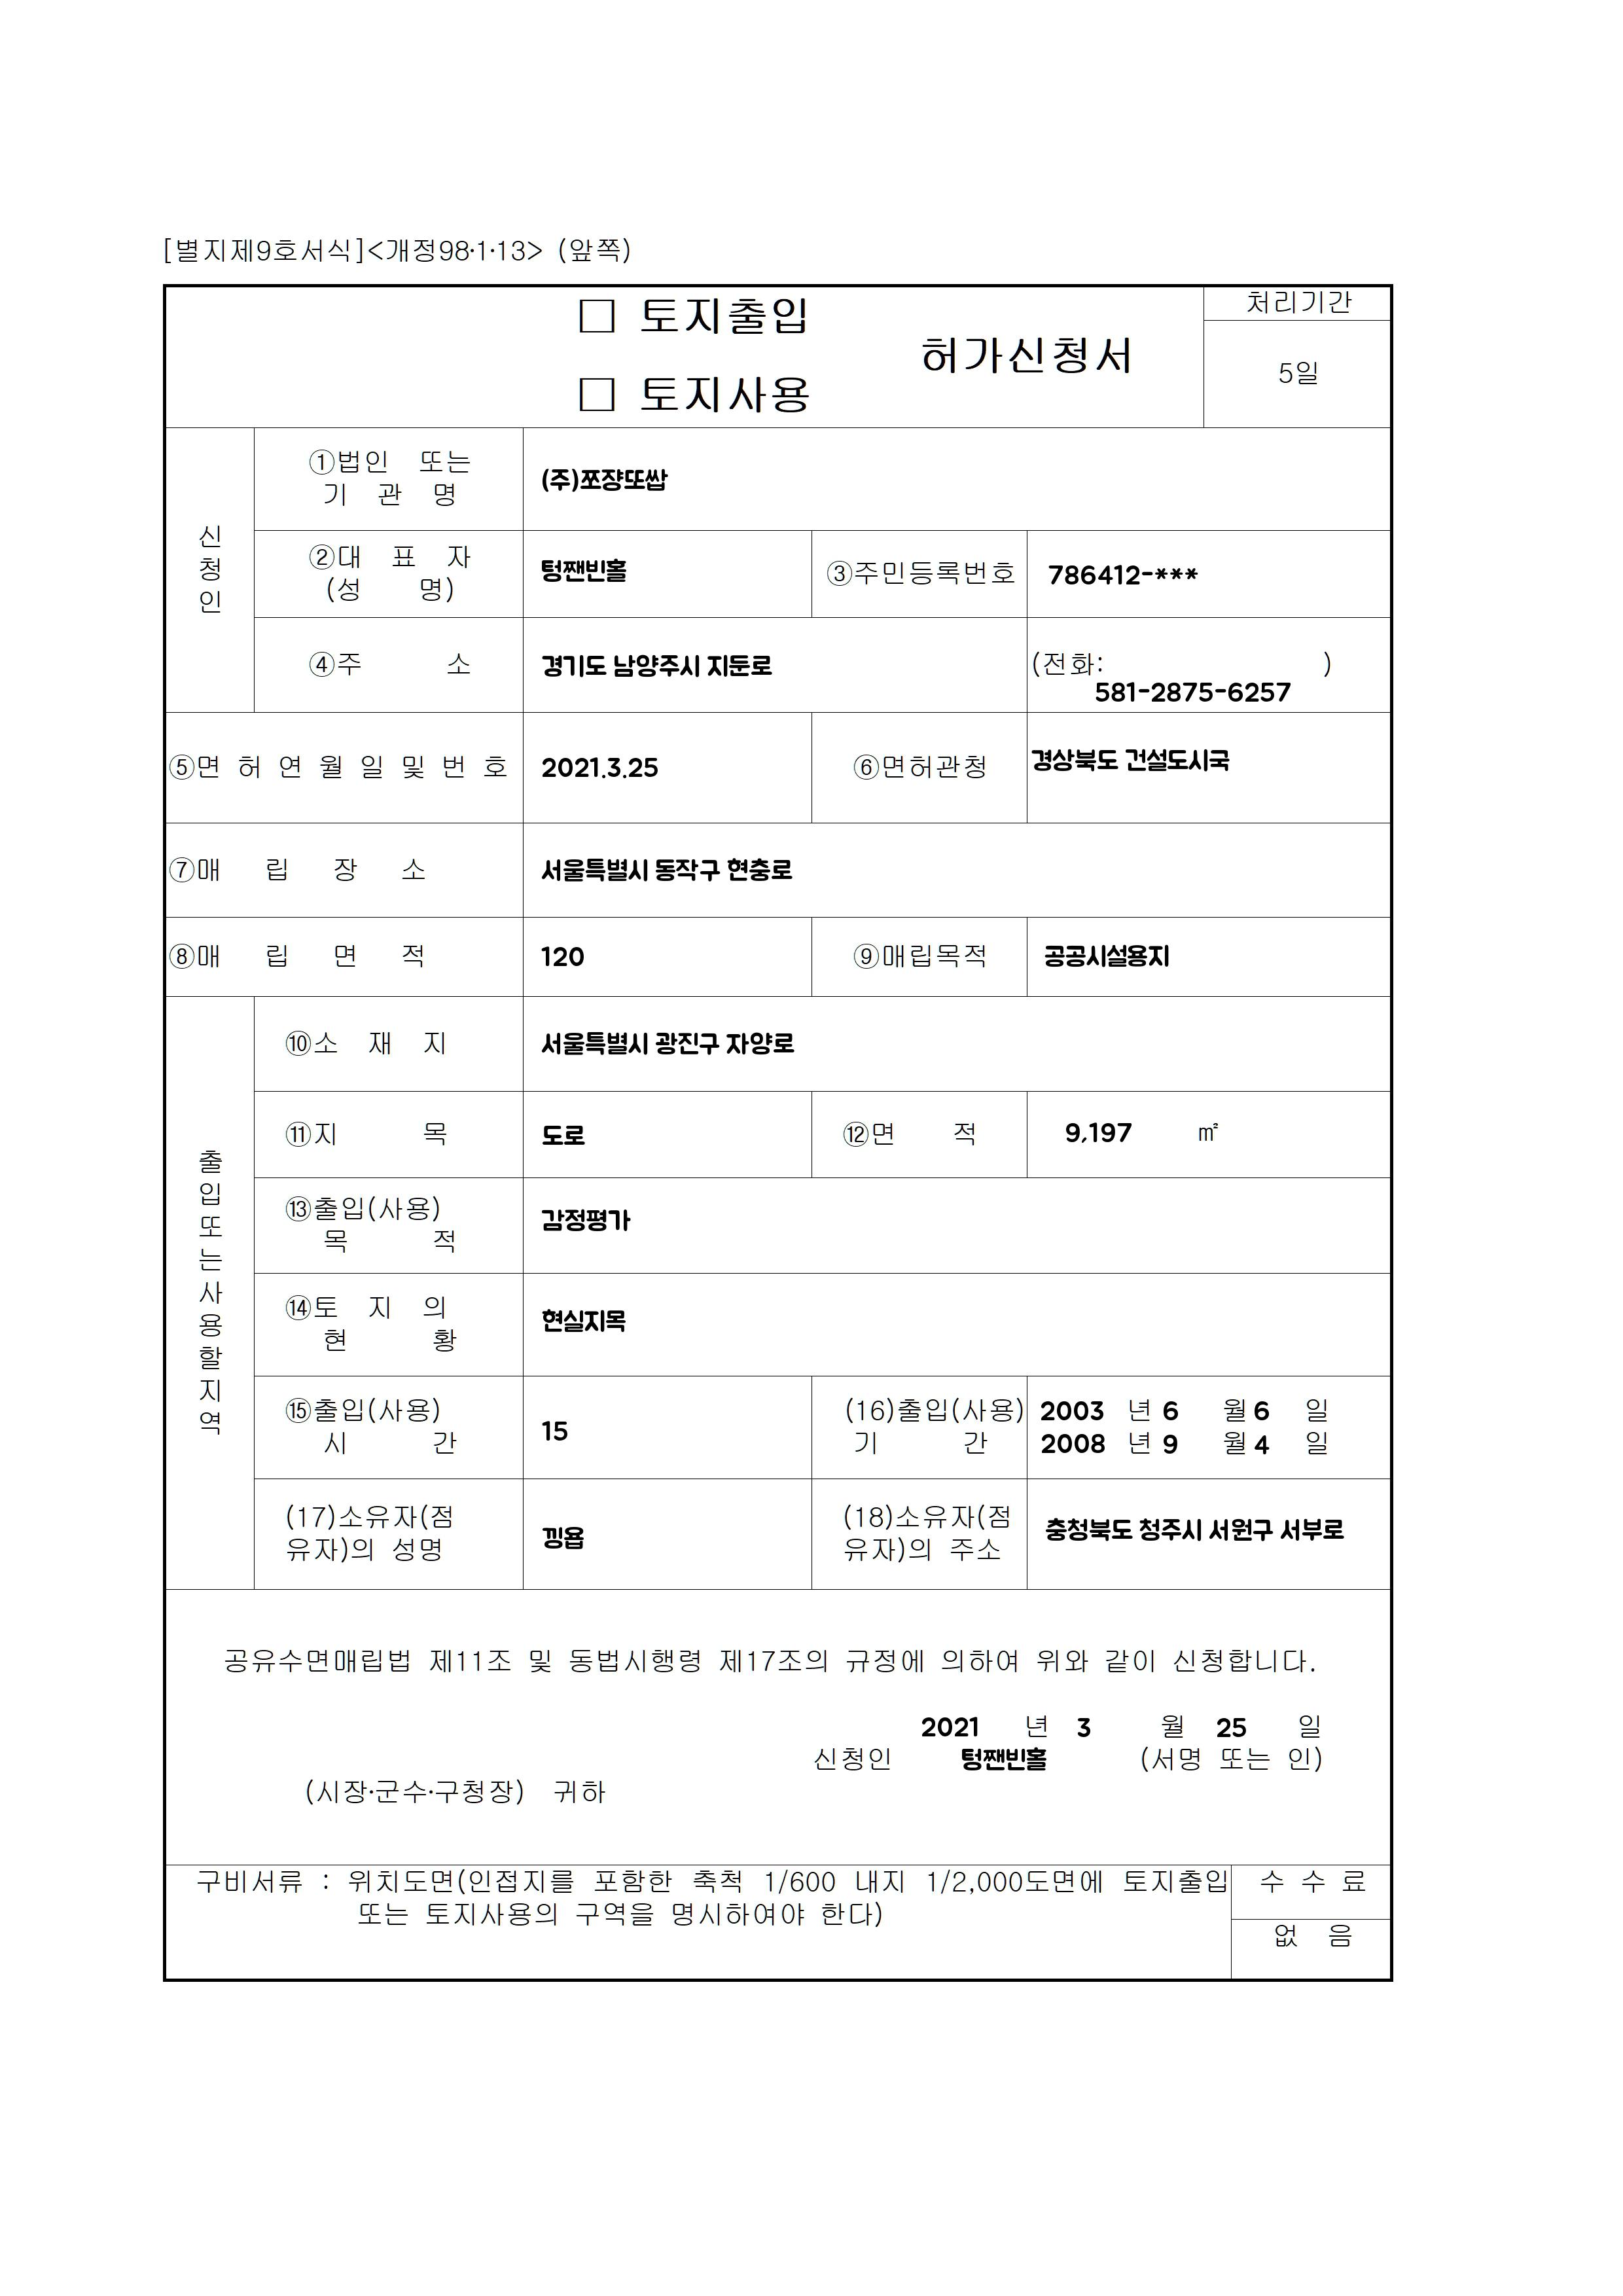 [별지제9호서식]<개정98·1·13> (앞쪽)
□ 토지출입
□ 토지사용
허가신청서
처리기간
5일
신청인
①법인 또는
기 관 명
(주)쪼쟝또쌉
②대 표 자
(성 명)
텅짼빈홀
③주민등록번호
786412-***
④주 소
경기도 남양주시 지둔로
(전화: )
581-2875-6257
⑤면 허 연 월 일 및 번 호
2021.3.25
⑥면허관청
경상북도 건설도시국
⑦매 립 장 소
서울특별시 동작구 현충로
⑧매 립 면 적
120
⑨매립목적
공공시설용지
출입또는사용할지역
⑩소 재 지
서울특별시 광진구 자양로
⑪지 목
도로
⑫면 적
9,197 ㎡
⑬출입(사용)
목 적
감정평가
⑭토 지 의
현 황
현실지목
⑮출입(사용)
시 간
15
(16)출입(사용)
기 간
2003 년 6 월 6 일
2008 년 9 월 4 일
(17)소유자(점
유자)의 성명
낑욥
(18)소유자(점
유자)의 주소
충청북도 청주시 서원구 서부로
공유수면매립법 제11조 및 동법시행령 제17조의 규정에 의하여 위와 같이 신청합니다.
2021 년 3 월 25 일
신청인 텅짼빈홀 (서명 또는 인)
(시장·군수·구청장) 귀하
구비서류 : 위치도면(인접지를 포함한 축척 1/600 내지 1/2,000도면에 토지출입
또는 토지사용의 구역을 명시하여야 한다)
수 수 료
없 음